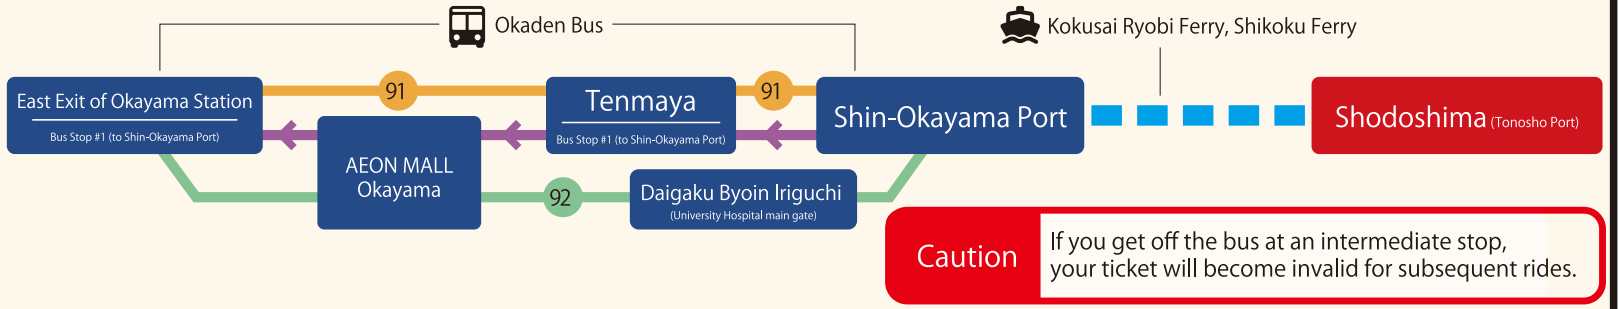 Okaden Bus
Kokusai Ryobi Ferry, Shikoku Ferry
East Exit of Okayama Station
Bus Stop #1 (to Shin-Okayama Port)
91
Tenmaya
Bus Stop #1 (to Shin-Okayama Port)
91
Shin-Okayama Port
Shodoshima (Tonosho Port)
AEON MALL
Okayama
92
Daigaku Byoin Iriguchi
(University Hospital main gate)
Caution
If you get off the bus at an intermediate stop,
your ticket will become invalid for subsequent rides.